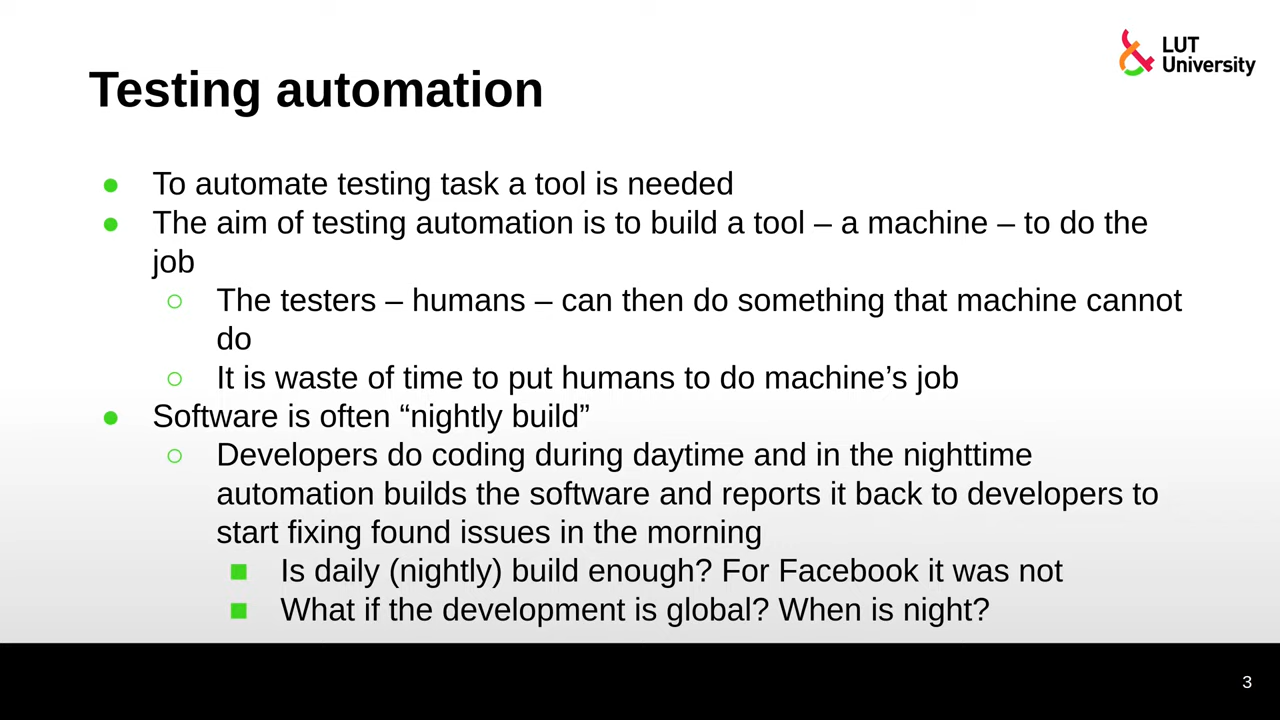 LUT
University
Testing automation
● To automate testing task a tool is needed
● The aim of testing automation is to build a tool – a machine – to do the
job
○ The testers – humans – can then do something that machine cannot
do
○ It is waste of time to put humans to do machine’s job
● Software is often “nightly build”
○ Developers do coding during daytime and in the nighttime
automation builds the software and reports it back to developers to
start fixing found issues in the morning
■ Is daily (nightly) build enough? For Facebook it was not
■ What if the development is global? When is night?
3